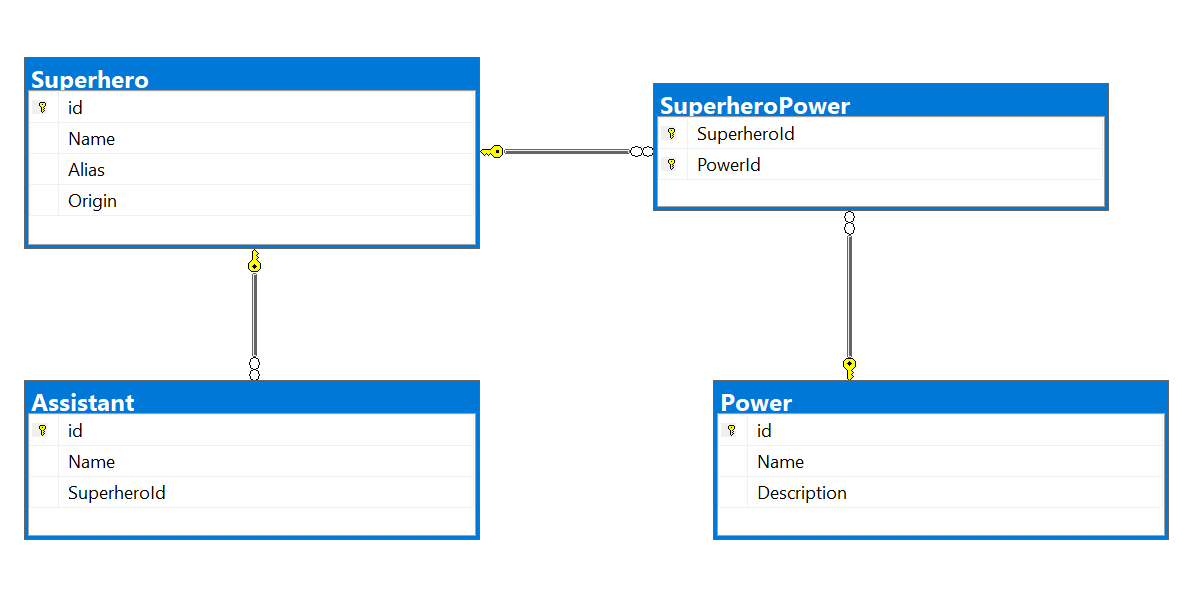 Superhero
id
Name
Alias
Origin
SuperheroPower
SuperheroId
PowerId
Assistant
id
Name
SuperheroId
Power
id
Name
Description